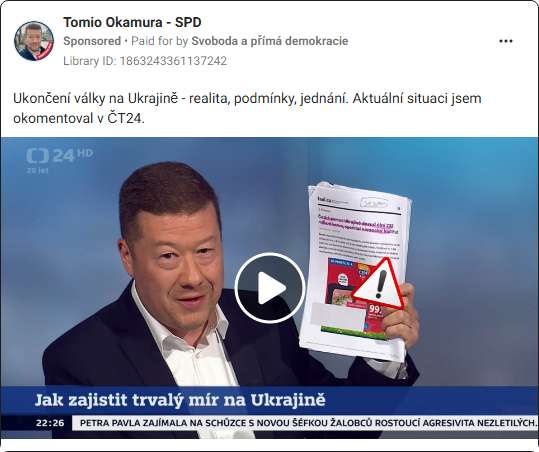 Tomio Okamura - SPD
Sponsored • Paid for by Svoboda a přímá demokracie
Library ID: 1863243361137242
Ukončení války na Ukrajině - realita, podmínky, jednání. Aktuální situaci jsem
okomentoval v ČT24.
24 HD
20 let
99
Jak zajistit trvalý mír na Ukrajině
22:26 PETRA PAVLA ZAJÍMALA NA SCHŮZCE S NOVOU ŠÉFKOU ŽALOBCŮ ROSTOUCÍ AGRESIVITA NEZLETILÝCH.